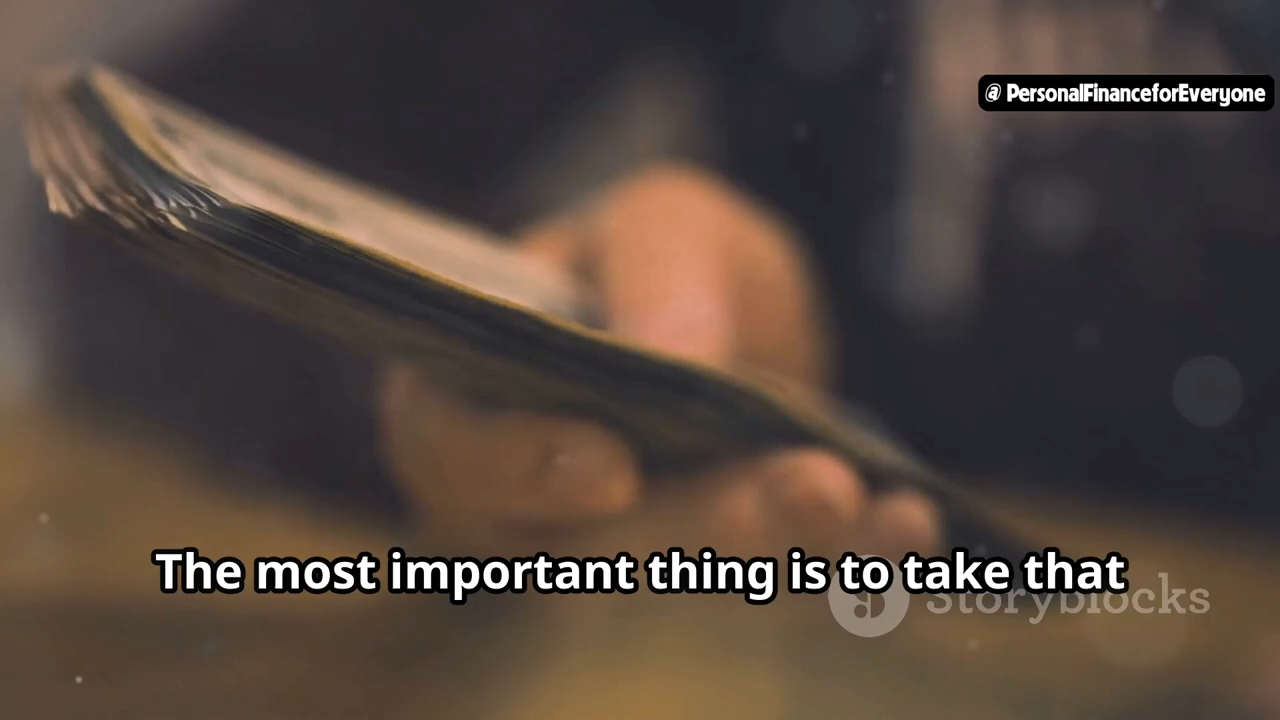 @ PersonalFinanceforEveryone
The most important thing is to take that
Storyblocks